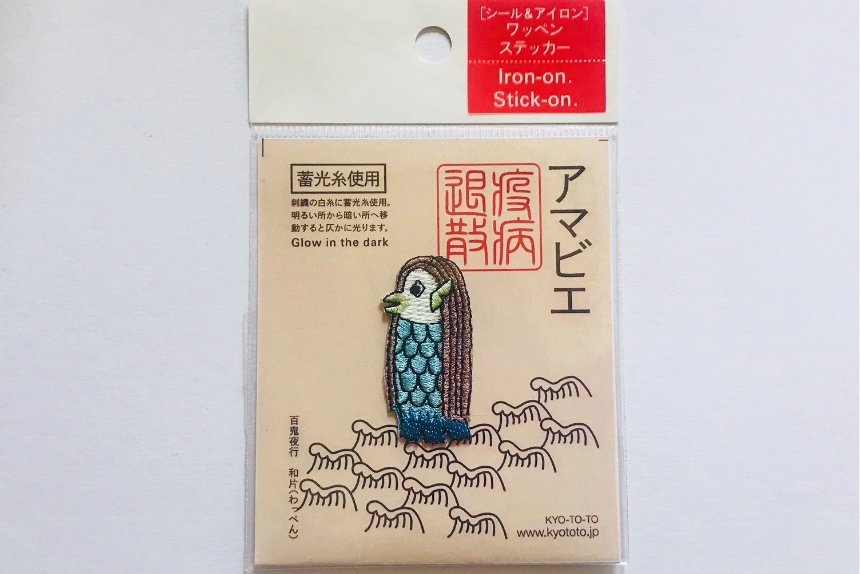 [シール&アイロン]
ワッペン
ステッカー
Iron-on.
Stick-on.
アマビエ
疫病
退散
蓄光糸使用
刺繍の白糸に蓄光糸使用。
明るい所から暗い所へ移
動すると仄かに光ります。
Glow in the dark
百鬼夜行 和片(わっぺん)
KYO-TO-TO
www.kyototo.jp